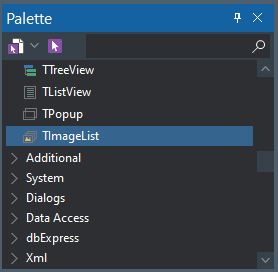 Palette
TTreeView
TListView
TPopup
TImageList
Additional
System
Dialogs
Data Access
dbExpress
Xml